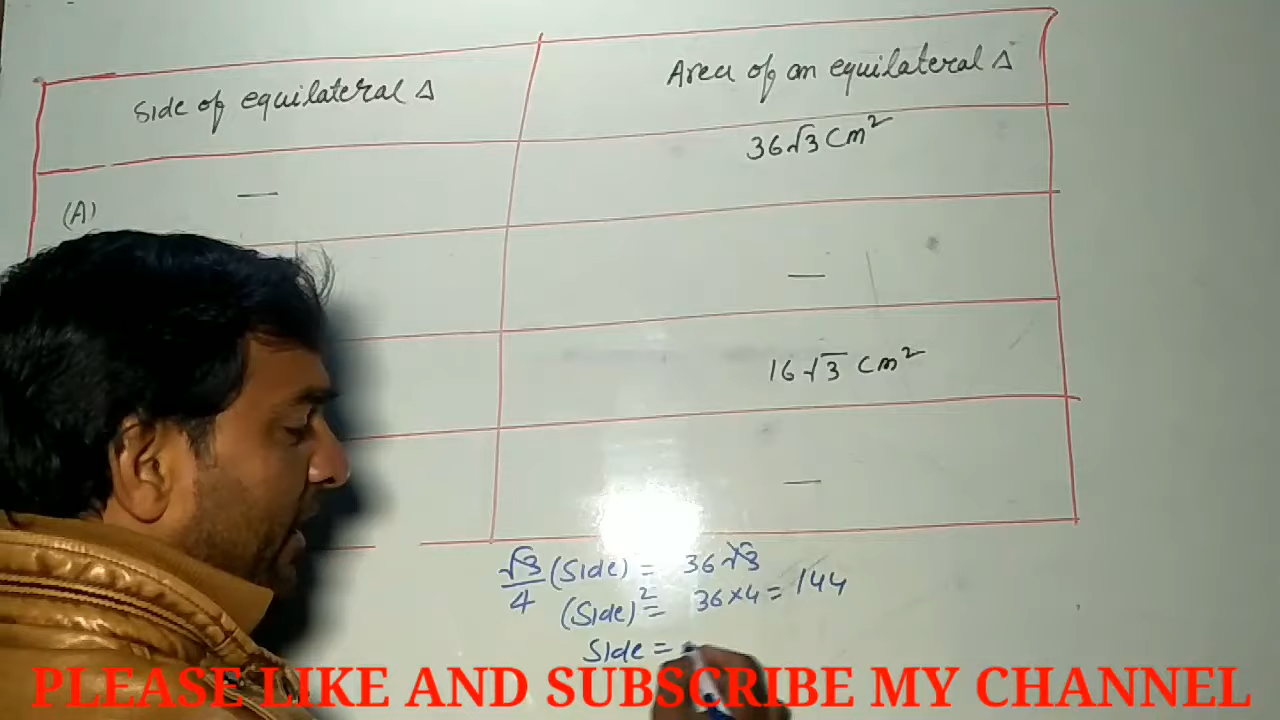 Side of equilateral Δ Area of an equilateral Δ
(A) — 36√3 Cm²
—
16√3 Cm²
—
√3/4 (Side) = 36√3
(Side)² = 36×4 = 144
Side =
PLEASE LIKE AND SUBSCRIBE MY CHANNEL